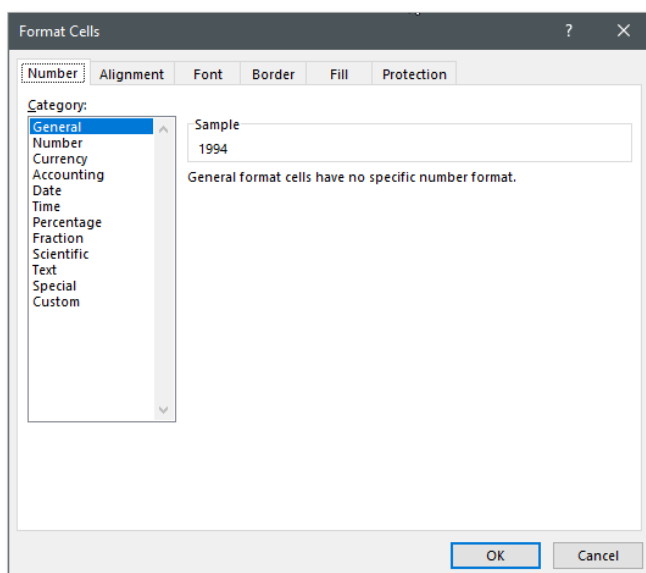 Format Cells
?
Number Alignment Font Border Fill Protection
Category:
General
Number
Currency
Accounting
Date
Time
Percentage
Fraction
Scientific
Text
Special
Custom
Sample
1994
General format cells have no specific number format.
OK Cancel